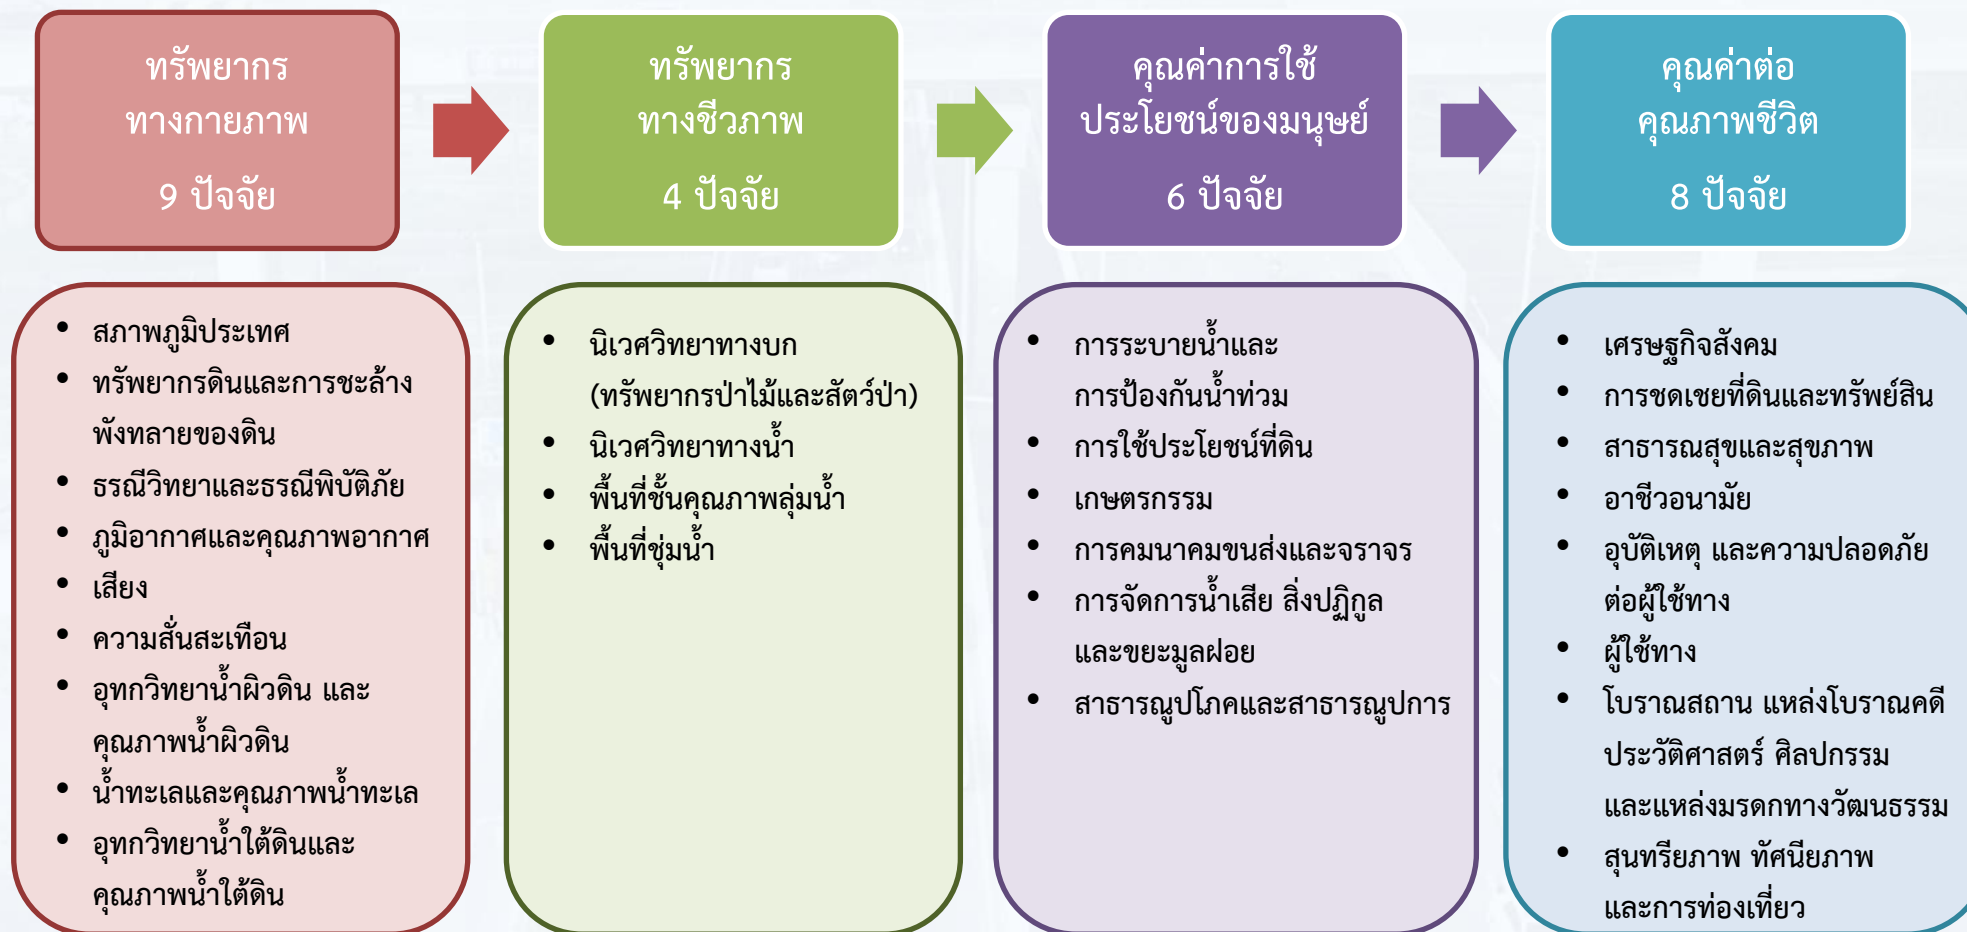 ทรัพยากร
ทางกายภาพ
9 ปัจจัย
ทรัพยากร
ทางชีวภาพ
4 ปัจจัย
คุณค่าการใช้
ประโยชน์ของมนุษย์
6 ปัจจัย
คุณค่าต่อ
คุณภาพชีวิต
8 ปัจจัย
• สภาพภูมิประเทศ
• ทรัพยากรดินและการชะล้าง
พังทลายของดิน
• ธรณีวิทยาและธรณีพิบัติภัย
• ภูมิอากาศและคุณภาพอากาศ
• เสียง
• ความสั่นสะเทือน
• อุทกวิทยาน้ำผิวดิน และ
คุณภาพน้ำผิวดิน
• น้ำทะเลและคุณภาพน้ำทะเล
• อุทกวิทยาน้ำใต้ดินและ
คุณภาพน้ำใต้ดิน
• นิเวศวิทยาทางบก
(ทรัพยากรป่าไม้และสัตว์ป่า)
• นิเวศวิทยาทางน้ำ
• พื้นที่ชั้นคุณภาพลุ่มน้ำ
• พื้นที่ชุ่มน้ำ
• การระบายน้ำและ
การป้องกันน้ำท่วม
• การใช้ประโยชน์ที่ดิน
• เกษตรกรรม
• การคมนาคมขนส่งและจราจร
• การจัดการน้ำเสีย สิ่งปฏิกูล
และขยะมูลฝอย
• สาธารณูปโภคและสาธารณูปการ
• เศรษฐกิจสังคม
• การชดเชยที่ดินและทรัพย์สิน
• สาธารณสุขและสุขภาพ
• อาชีวอนามัย
• อุบัติเหตุ และความปลอดภัย
ต่อผู้ใช้ทาง
• ผู้ใช้ทาง
• โบราณสถาน แหล่งโบราณคดี
ประวัติศาสตร์ ศิลปกรรม
และแหล่งมรดกทางวัฒนธรรม
• สุนทรียภาพ ทัศนียภาพ
และการท่องเที่ยว